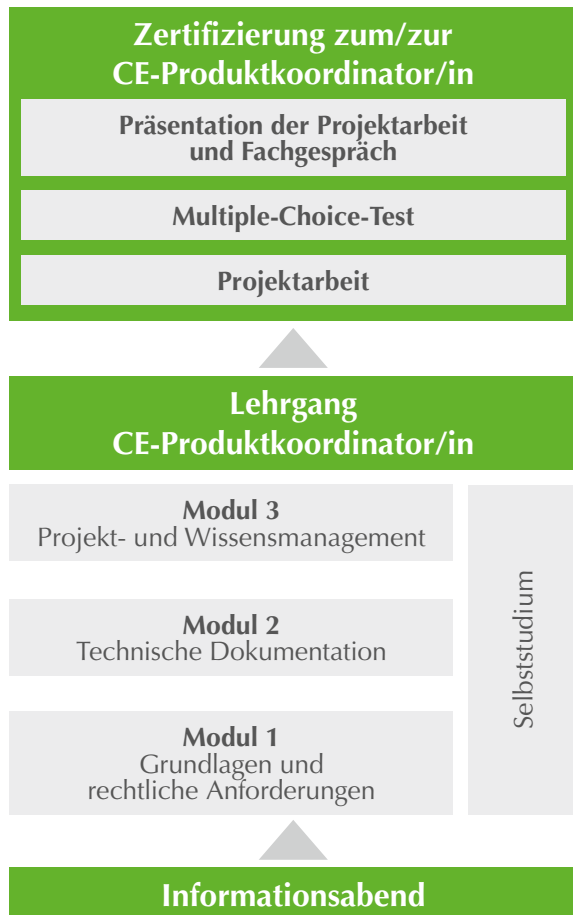 Zertifizierung zum/zur
CE-Produktkoordinator/in
Präsentation der Projektarbeit
und Fachgespräch
Multiple-Choice-Test
Projektarbeit
Lehrgang
CE-Produktkoordinator/in
Modul 3
Projekt- und Wissensmanagement
Modul 2
Technische Dokumentation
Modul 1
Grundlagen und
rechtliche Anforderungen
Selbststudium
Informationsabend